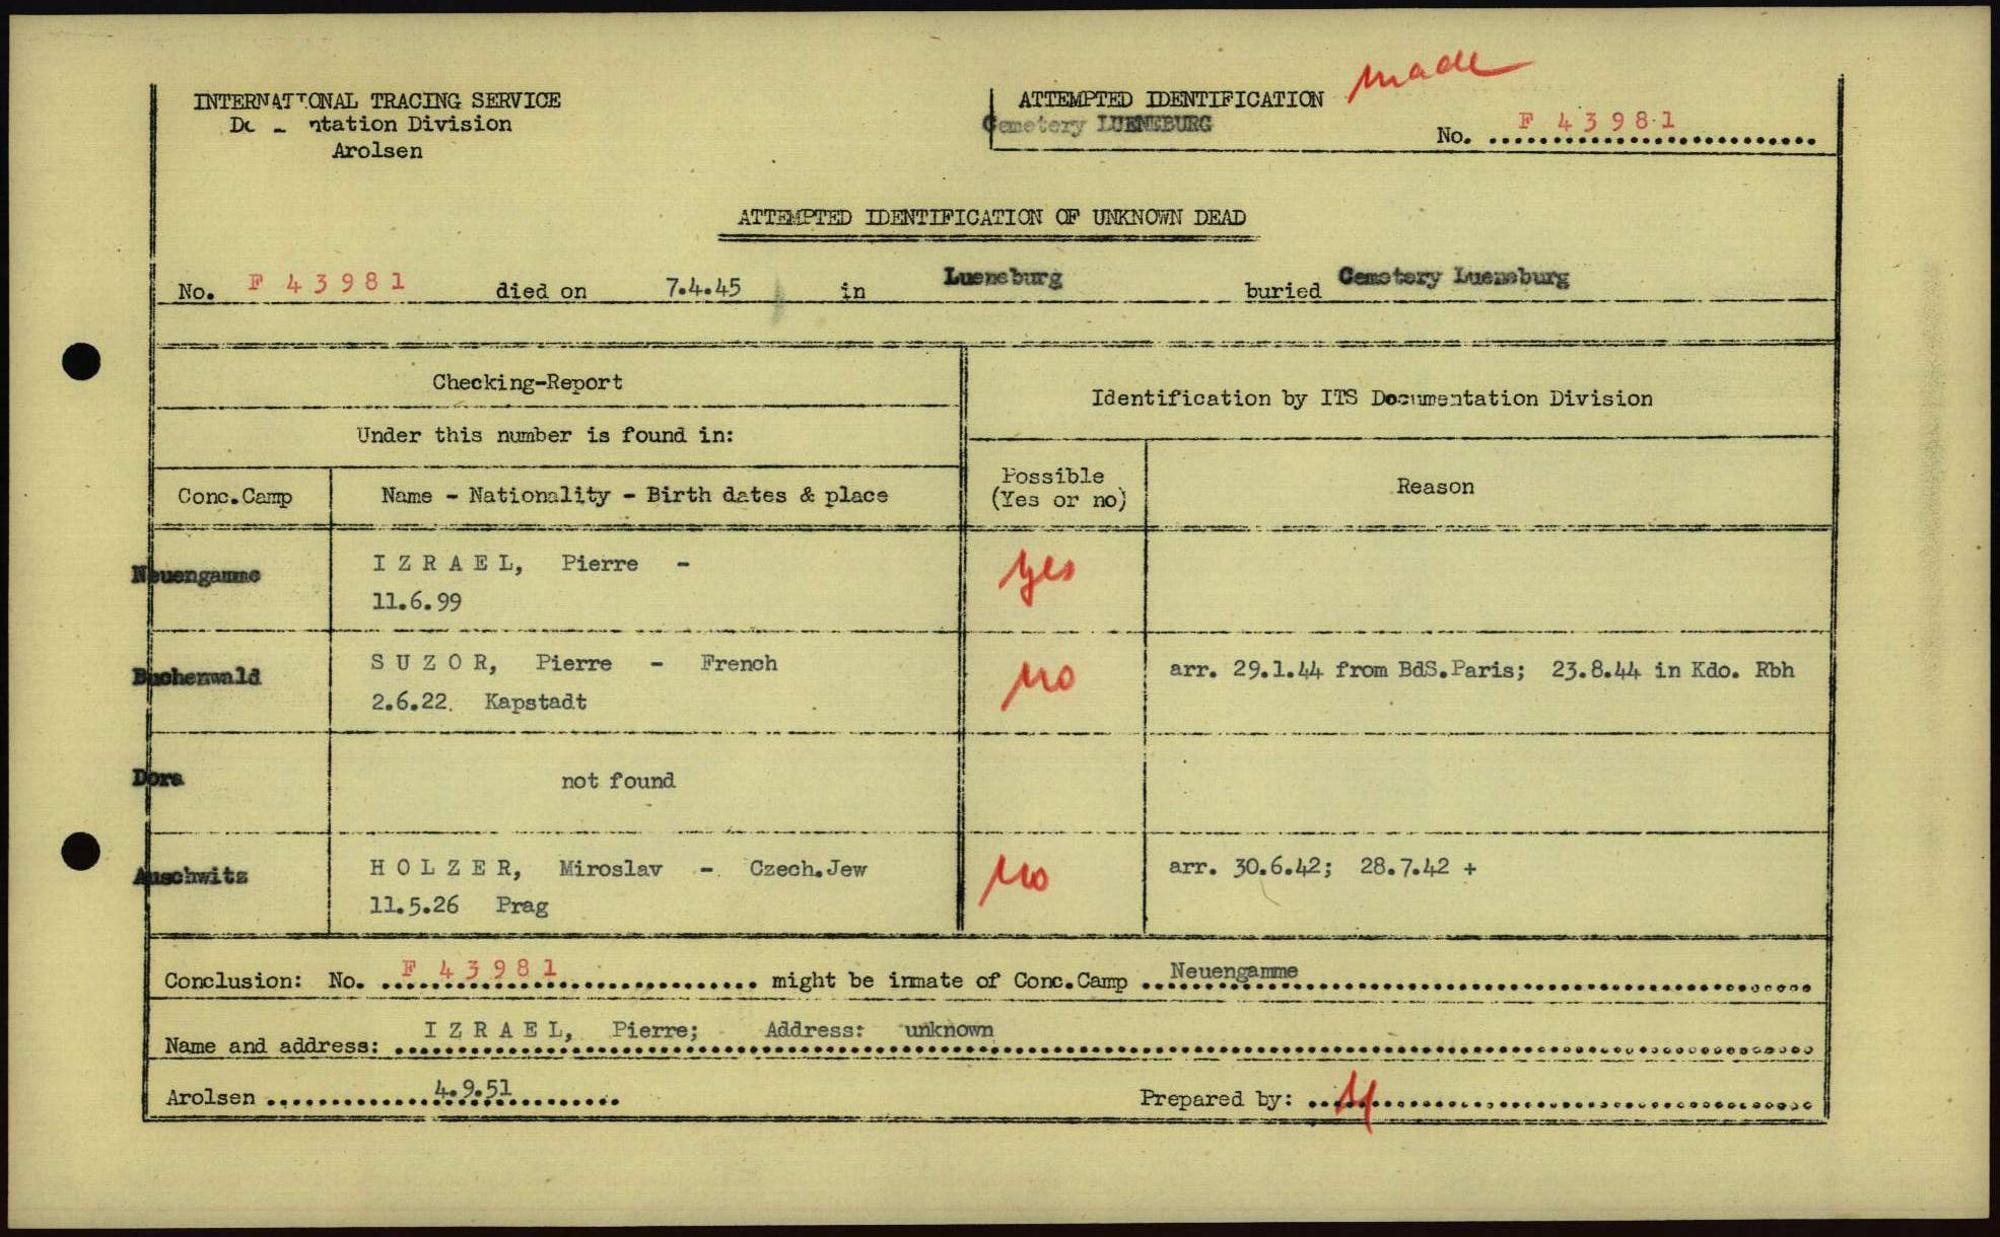 INTERNATIONAL TRACING SERVICE
ntation Division
Arolsen
made
ATTEMPTED IDENTIFICATION
Cemetery LUENEBURG
No. F 43981
ATTEMPTED IDENTIFICATION OF UNKNOWN DEAD
No. F 43981 died on 7.4.45 in Lueneburg buried Cemetery Lueneburg
Checking-Report
Identification by ITS Documentation Division
Under this number is found in:
Conc.Camp
Name - Nationality - Birth dates & place
Possible
(Yes or no)
Reason
Neuengamme
I Z R A E L, Pierre -
11.6.99
yes
Buchenwald
S U Z O R, Pierre - French
2.6.22. Kapstadt
no
arr. 29.1.44 from BdS.Paris; 23.8.44 in Kdo. Rbh
Dora
not found
Auschwitz
H O L Z E R, Miroslav - Czech.Jew
11.5.26 Prag
no
arr. 30.6.42; 28.7.42 +
Conclusion: No. F 43981 might be inmate of Conc.Camp Neuengamme
Name and address: I Z R A E L, Pierre; Address: unknown
Arolsen 4.9.51
Prepared by: